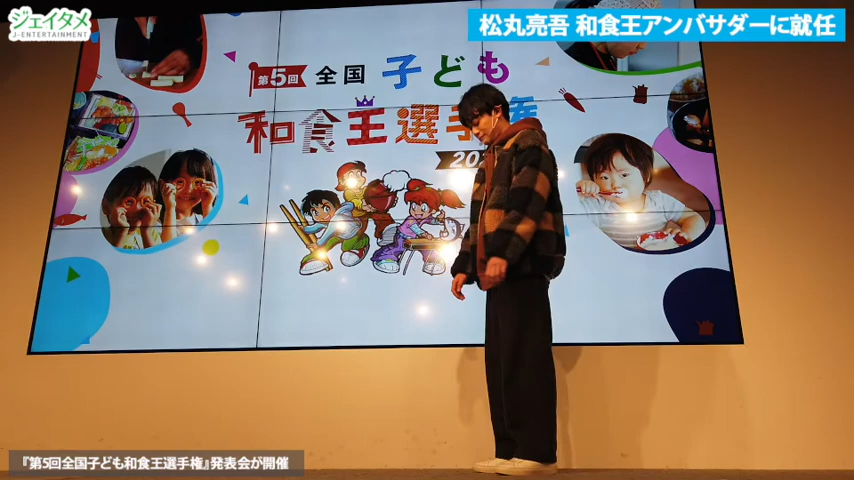 ジェイタメ
J-ENTERTAINMENT
松丸亮吾 和食王アンバサダーに就任
第5回 全国 子ども
和食王選手権
『第5回全国子ども和食王選手権』発表会が開催